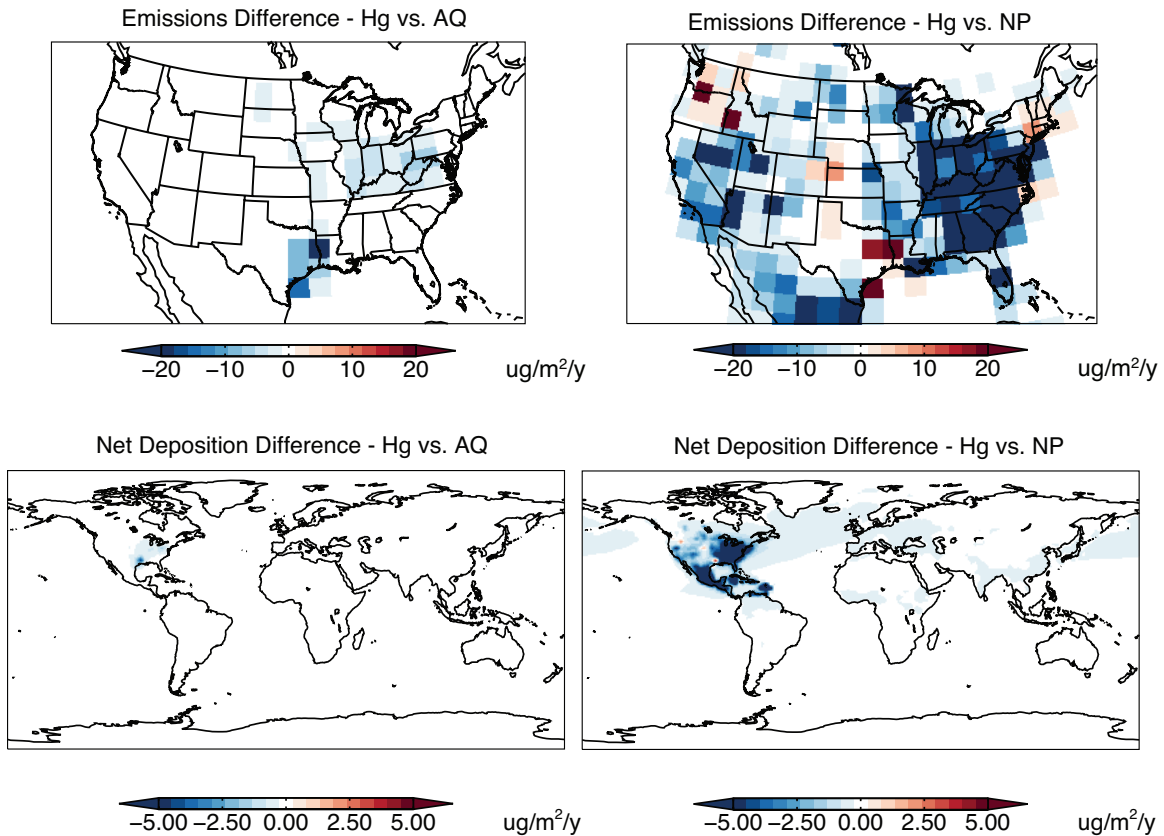 Emissions Difference - Hg vs. AQ
Emissions Difference - Hg vs. NP
−20 −10 0 10 20
ug/m²/y
−20 −10 0 10 20
ug/m²/y
Net Deposition Difference - Hg vs. AQ
Net Deposition Difference - Hg vs. NP
−5.00 −2.50 0.00 2.50 5.00
ug/m²/y
−5.00 −2.50 0.00 2.50 5.00
ug/m²/y